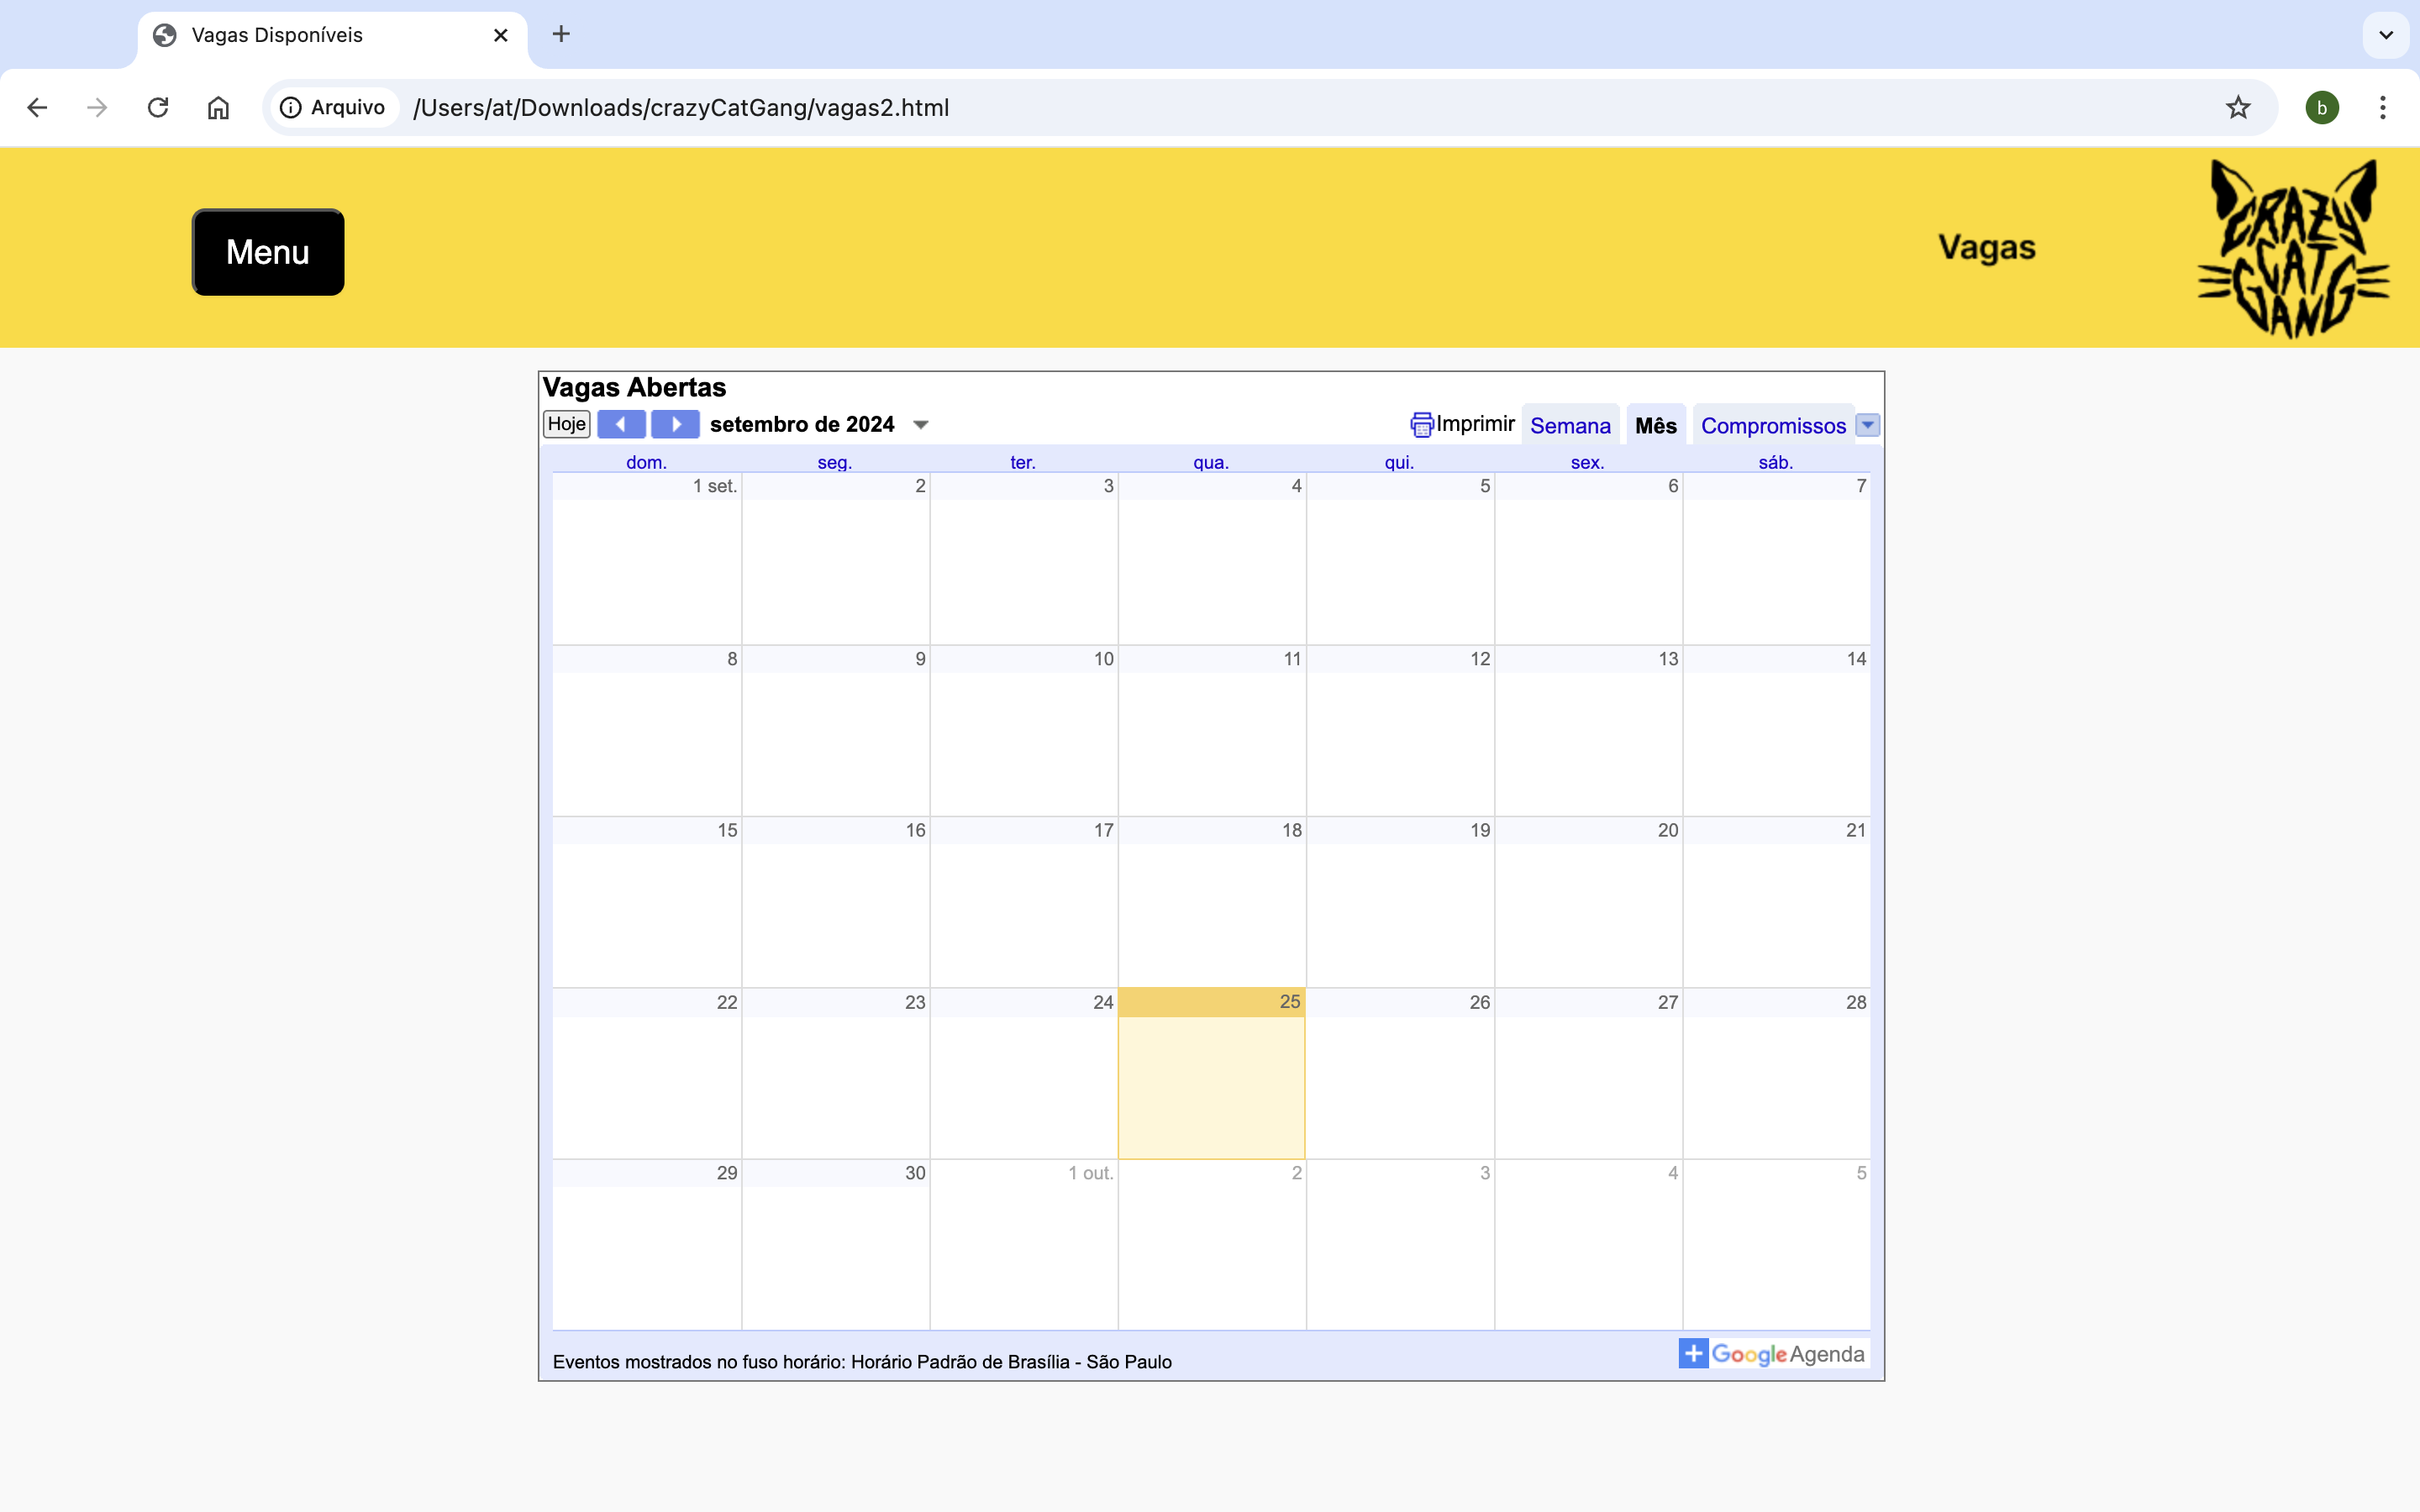 Vagas Disponíveis
Arquivo /Users/at/Downloads/crazyCatGang/vagas2.html
b
Menu
Vagas
CRAZY
CAT
GANG
Vagas Abertas
Hoje setembro de 2024 Imprimir Semana Mês Compromissos
dom. seg. ter. qua. qui. sex. sáb.
1 set. 2 3 4 5 6 7
8 9 10 11 12 13 14
15 16 17 18 19 20 21
22 23 24 25 26 27 28
29 30 1 out. 2 3 4 5
Eventos mostrados no fuso horário: Horário Padrão de Brasília - São Paulo
Google Agenda